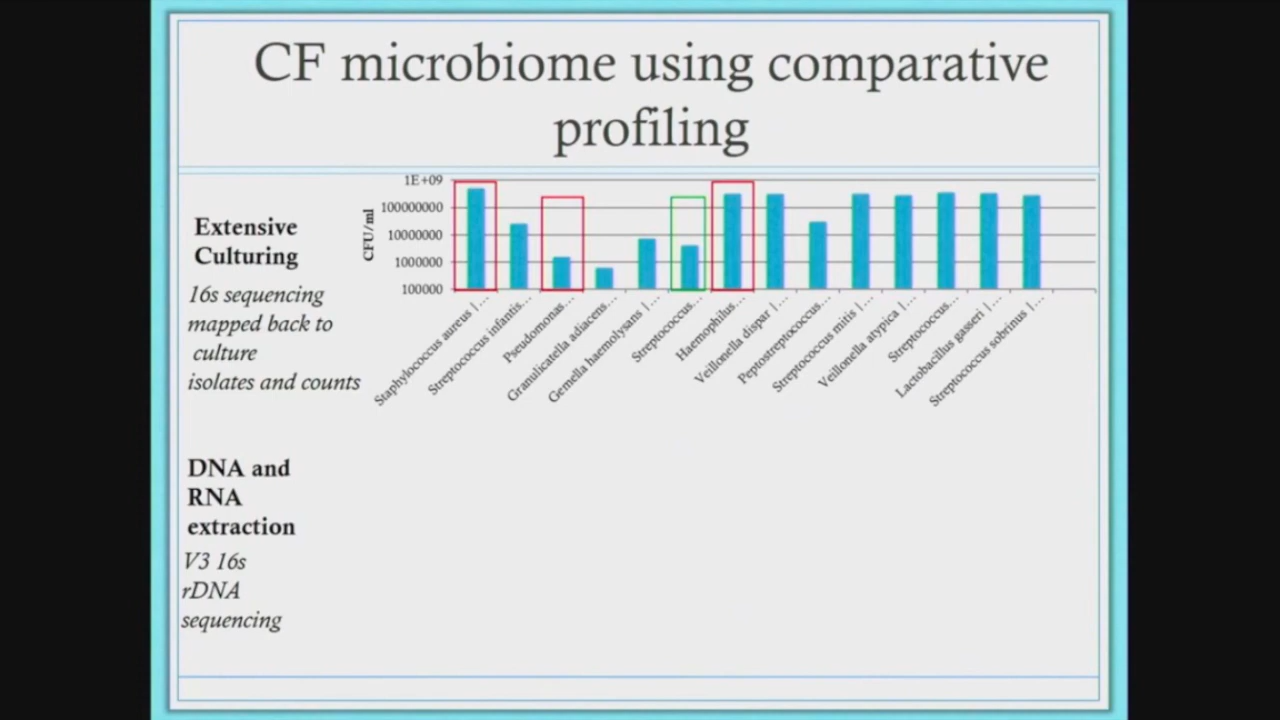 CF microbiome using comparative
profiling
Extensive
Culturing
16s sequencing
mapped back to
culture
isolates and counts
CFU/ml
1E+09
100000000
10000000
1000000
100000
Staphylococcus aureus |...
Streptococcus infantis...
Pseudomonas...
Granulicatella adiacens...
Gemella haemolysans |...
Streptococcus...
Haemophilus...
Veillonella dispar |...
Peptostreptococcus...
Streptococcus mitis |...
Veillonella atypica |...
Streptococcus...
Lactobacillus gasseri |...
Streptococcus sobrinus |...
DNA and
RNA
extraction
V3 16s
rDNA
sequencing